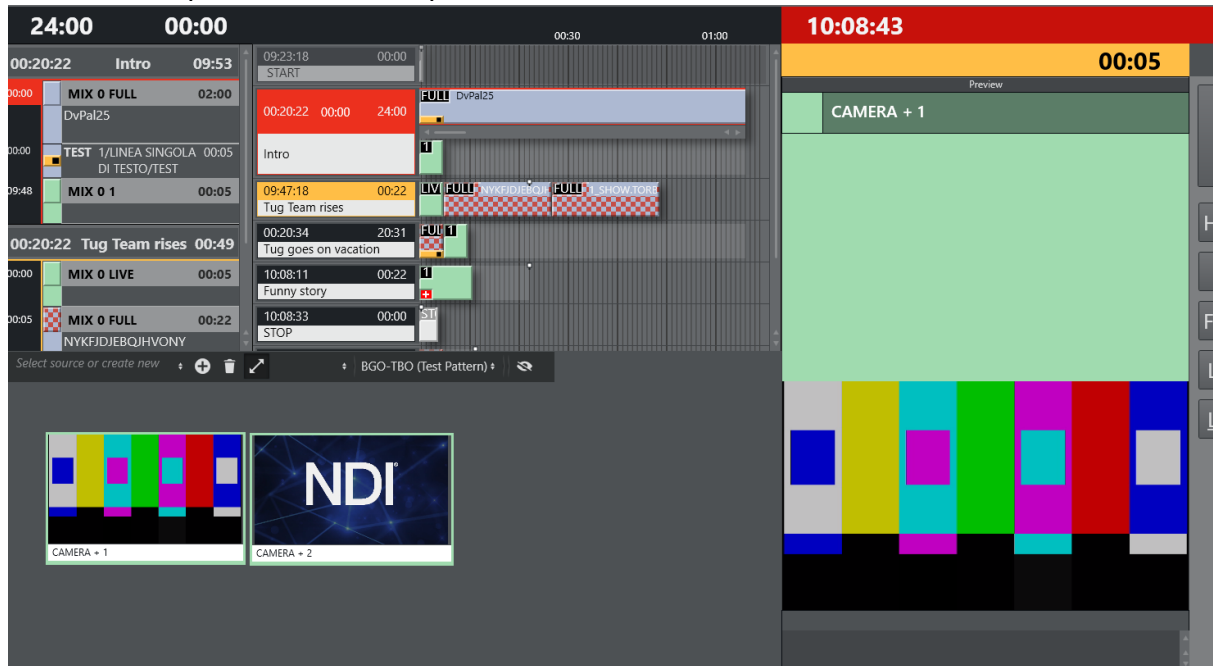 24:00 00:00
00:30 01:00
10:08:43
00:20:22 Intro 09:53
00:00 MIX 0 FULL 02:00
DvPal25
00:00 TEST 1/LINEA SINGOLA 00:05
DI TESTO/TEST
09:48 MIX 0 1 00:05
00:20:22 Tug Team rises 00:49
00:00 MIX 0 LIVE 00:05
00:05 MIX 0 FULL 00:22
NYKFJDJEBQJHVONY
09:23:18 00:00
START
00:20:22 00:00 24:00
FULL DvPal25
Intro
1
09:47:18 00:22
LIVE FULL NYKFJDJEBQJH FULL 1_SHOW.TORB
Tug Team rises
00:20:34 20:31
FUL 1
Tug goes on vacation
10:08:11 00:22
1
Funny story
10:08:33 00:00
STO
STOP
Select source or create new
BGO-TBO (Test Pattern)
NDI
CAMERA + 1
CAMERA + 2
00:05
Preview
CAMERA + 1
H
F
L
L